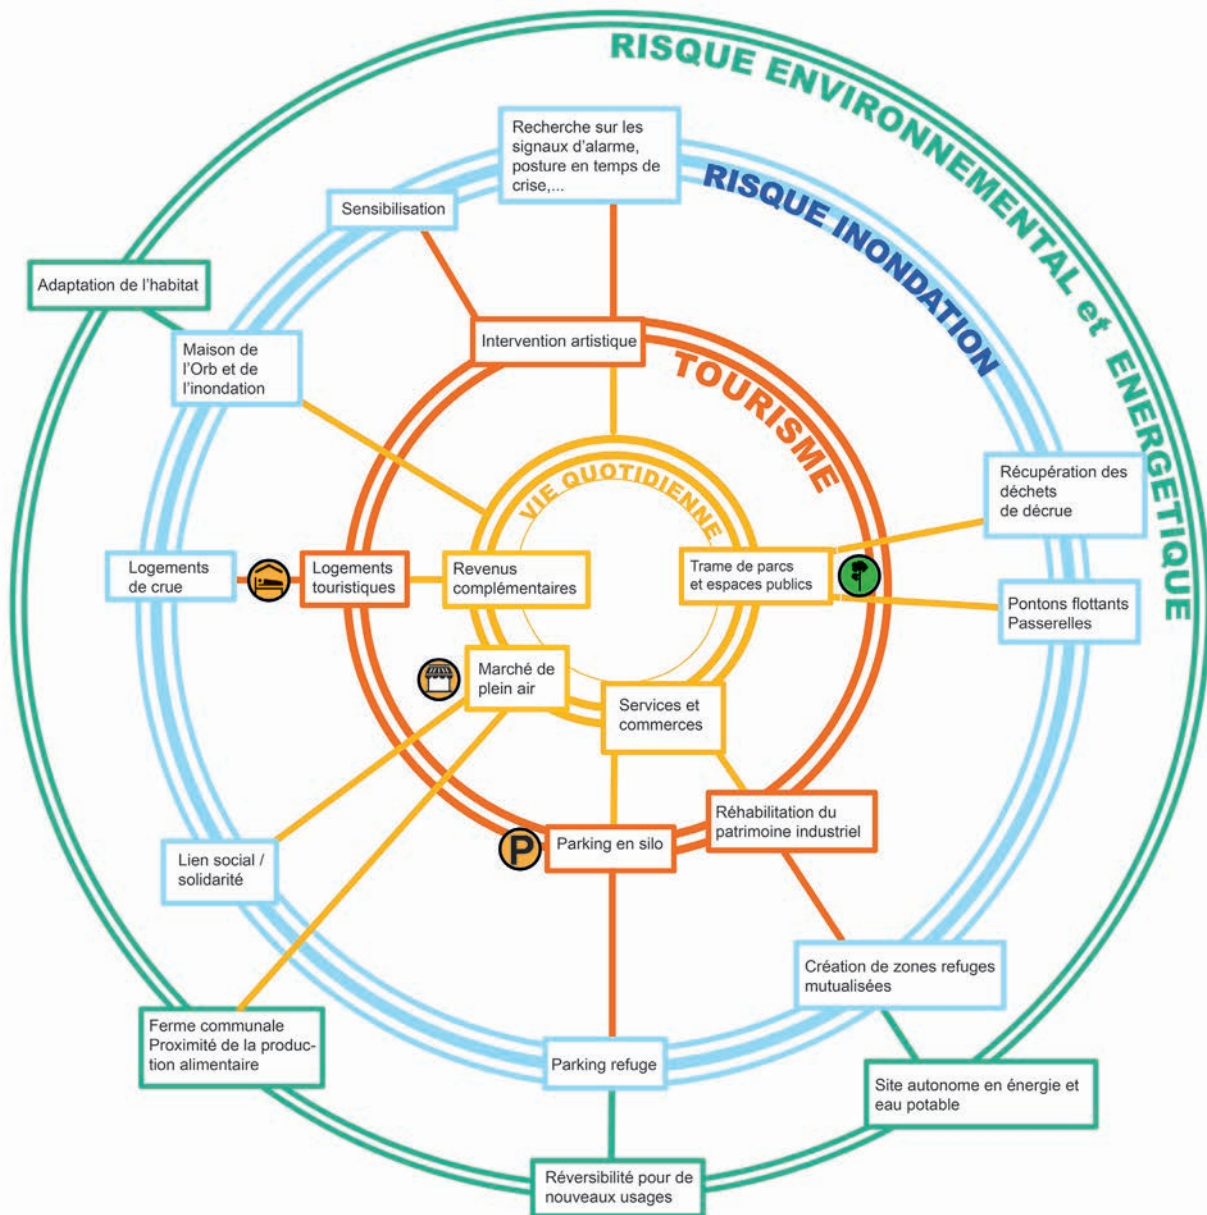 RISQUE ENVIRONNEMENTAL et ENERGETIQUE
Recherche sur les
signaux d'alarme,
posture en temps de
crise,...
RISQUE INONDATION
Sensibilisation
Adaptation de l'habitat
Maison de
l'Orb et de
l'inondation
Intervention artistique
TOURISME
VIE QUOTIDIENNE
Récupération des
déchets
de décrue
Logements
de crue
Logements
touristiques
Revenus
complémentaires
Trame de parcs
et espaces publics
Pontons flottants
Passerelles
Marché de
plein air
Services et
commerces
Réhabilitation du
patrimoine industriel
P
Parking en silo
Lien social /
solidarité
Création de zones refuges
mutualisées
Ferme communale
Proximité de la produc-
tion alimentaire
Parking refuge
Site autonome en énergie et
eau potable
Réversibilité pour de
nouveaux usages